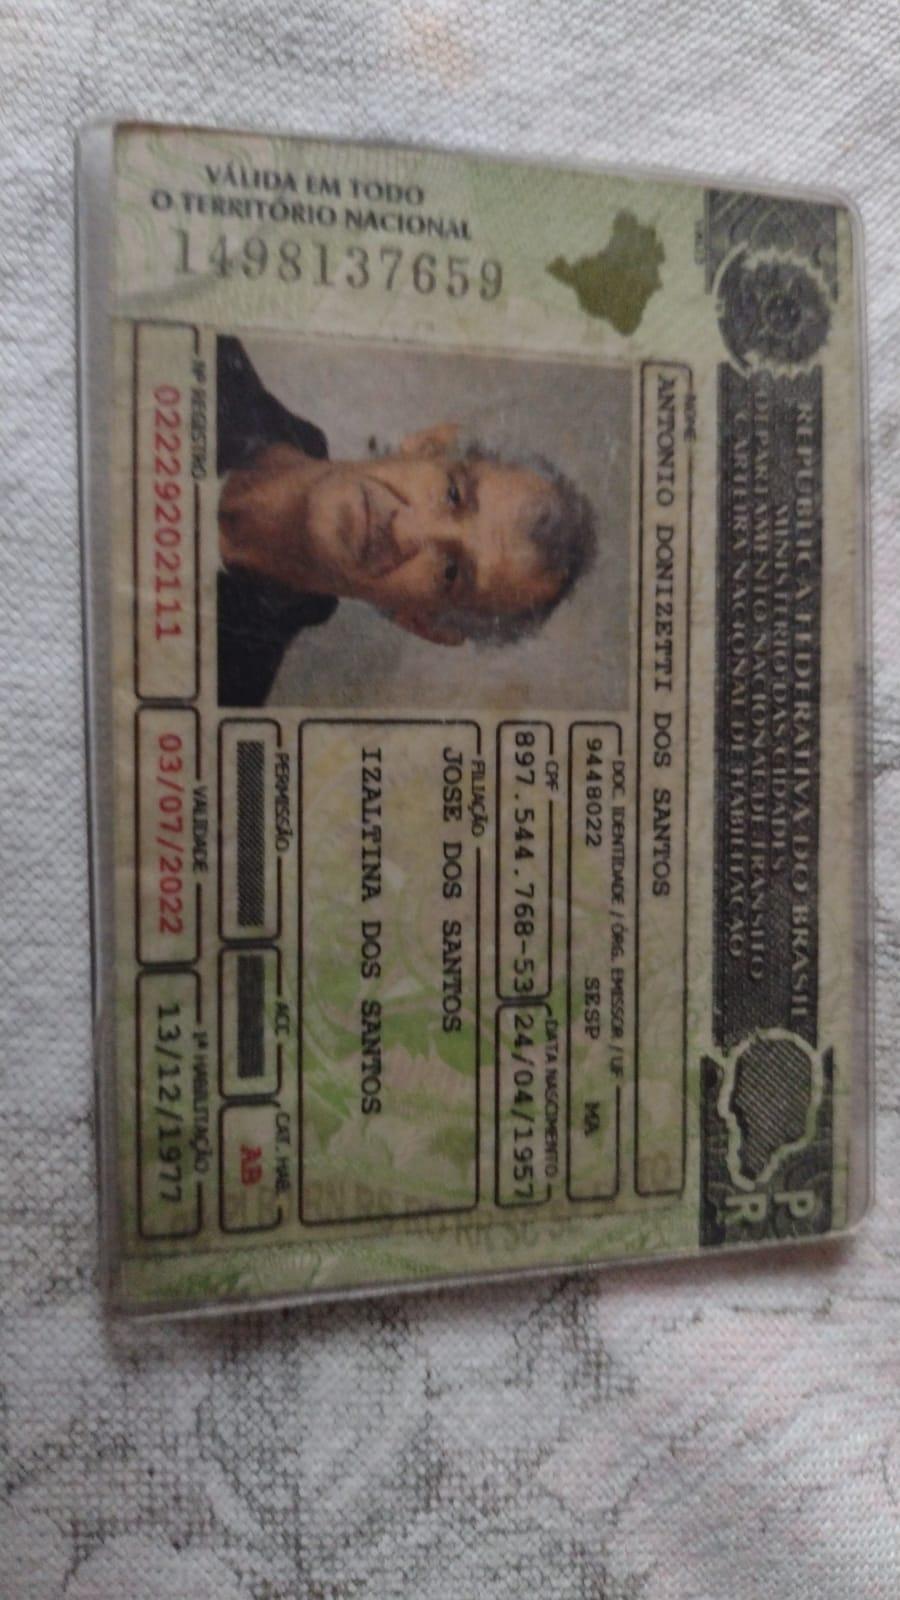 REPÚBLICA FEDERATIVA DO BRASIL
MINISTÉRIO DAS CIDADES
DEPARTAMENTO NACIONAL DE TRÂNSITO
CARTEIRA NACIONAL DE HABILITAÇÃO
PR
NOME
ANTONIO DONIZETTI DOS SANTOS
DOC. IDENTIDADE / ÓRG. EMISSOR / UF
9448022 SESP MA
CPF DATA NASCIMENTO
897.544.768-53 24/04/1957
FILIAÇÃO
JOSE DOS SANTOS
IZALTINA DOS SANTOS
PERMISSÃO ACC CAT. HAB.
AB
Nº REGISTRO VALIDADE 1ª HABILITAÇÃO
02229202111 03/07/2022 13/12/1977
VÁLIDA EM TODO
O TERRITÓRIO NACIONAL
1498137659